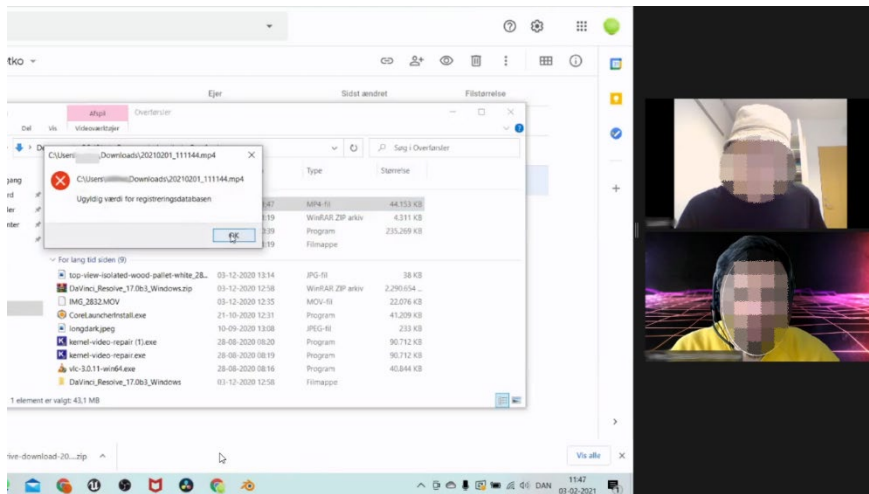 tko
Ejer Sidst ændret Filstørrelse
Afspil Overførsler
Del Vis Videoværktøjer
Søg i Overførsler
C:\Users\ Downloads\20210201_111144.mp4
C:\Users\ Downloads\20210201_111144.mp4
Ugyldig værdi for registreringsdatabasen
OK
Type Størrelse
MP4-fil 44.153 KB
WinRAR ZIP arkiv 4.311 KB
Program 235.269 KB
Filmappe
For lang tid siden (9)
top-view-isolated-wood-pallet-white_28... 03-12-2020 13:14 JPG-fil 38 KB
DaVinci_Resolve_17.0b3_Windows.zip 03-12-2020 12:58 WinRAR ZIP arkiv 2.290.654 ...
IMG_2832.MOV 03-12-2020 12:35 MOV-fil 22.076 KB
CoreLauncherInstall.exe 21-10-2020 12:31 Program 41.209 KB
longdark.jpeg 10-09-2020 13:08 JPEG-fil 233 KB
kernel-video-repair (1).exe 28-08-2020 08:20 Program 90.712 KB
kernel-video-repair.exe 28-08-2020 08:19 Program 90.712 KB
vlc-3.0.11-win64.exe 28-08-2020 08:16 Program 40.844 KB
DaVinci_Resolve_17.0b3_Windows 03-12-2020 12:58 Filmappe
1 element er valgt: 43,1 MB
ive-download-20....zip Vis alle
DAN 11:47
03-02-2021